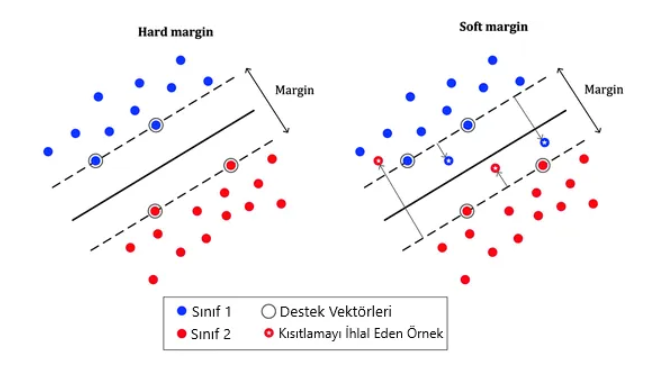 Hard margin
Soft margin
Margin
Margin
Sınıf 1
Destek Vektörleri
Sınıf 2
Kısıtlamayı İhlal Eden Örnek